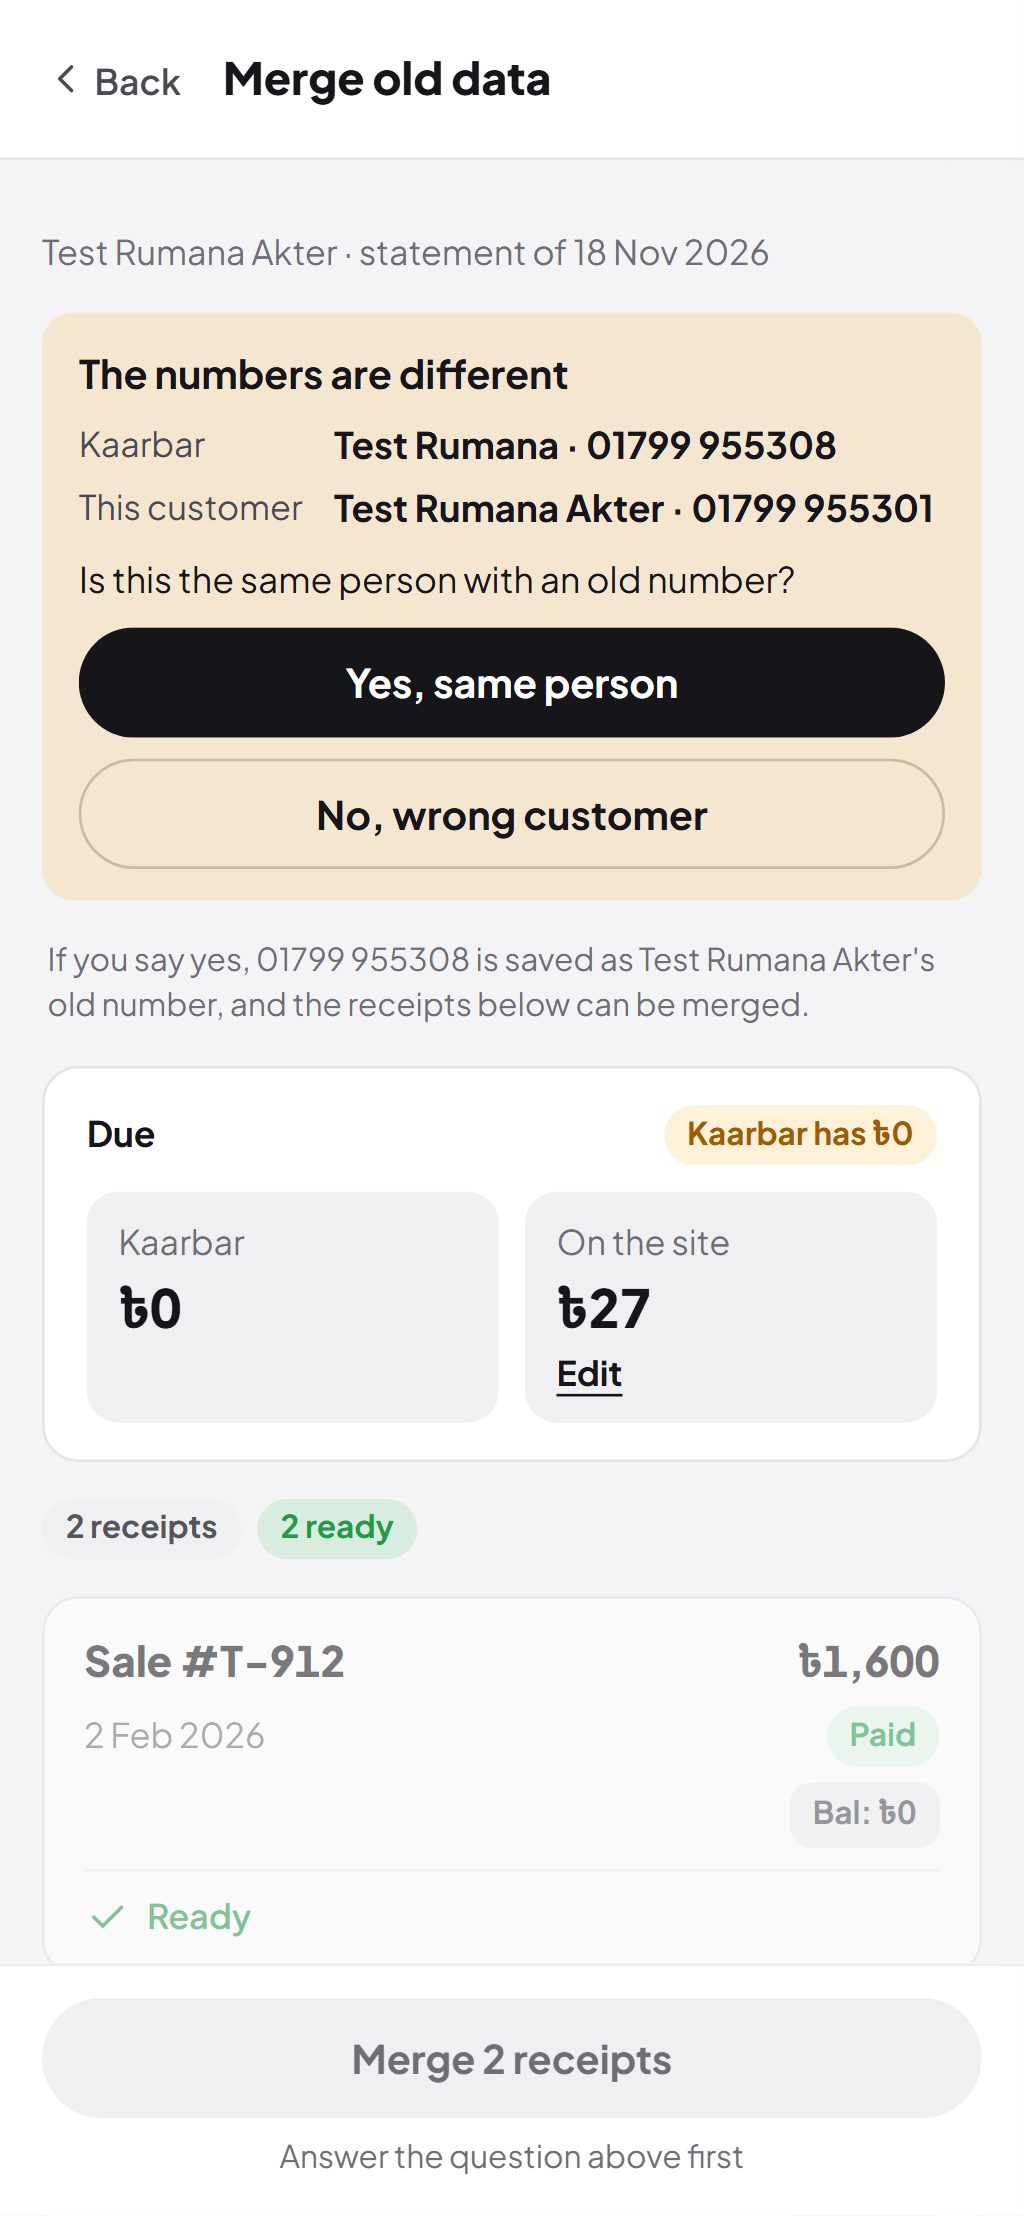 Back Merge old data
Test Rumana Akter · statement of 18 Nov 2026
The numbers are different
Kaarbar Test Rumana · 01799 955308
This customer Test Rumana Akter · 01799 955301
Is this the same person with an old number?
Yes, same person
No, wrong customer
If you say yes, 01799 955308 is saved as Test Rumana Akter's
old number, and the receipts below can be merged.
Due Kaarbar has ৳0
Kaarbar On the site
৳0 ৳27
Edit
2 receipts 2 ready
Sale #T-912 ৳1,600
2 Feb 2026 Paid
Bal: ৳0
Ready
Merge 2 receipts
Answer the question above first